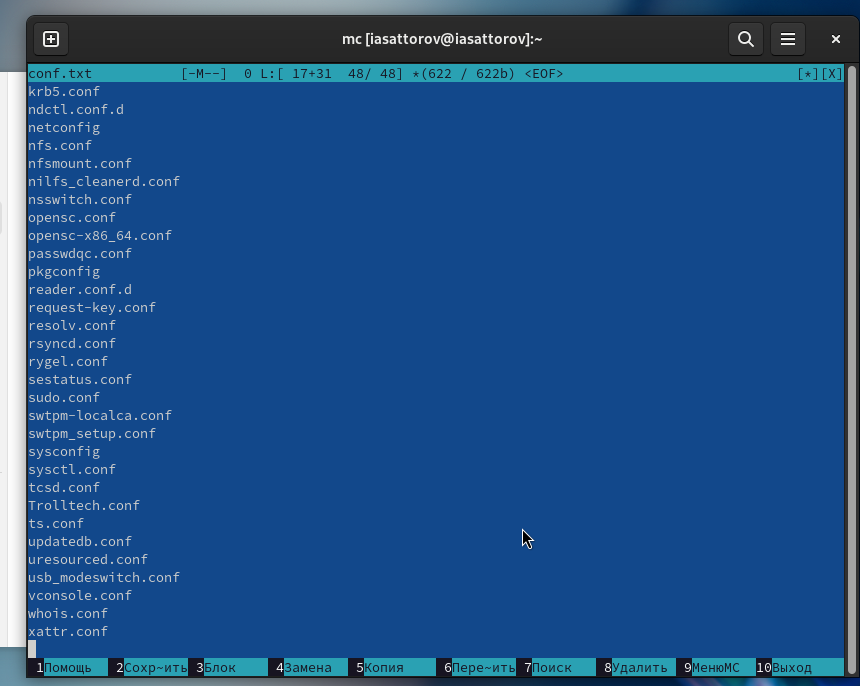 mc [iasattorov@iasattorov]:~
conf.txt [-M--] 0 L:[ 17+31 48/ 48] *(622 / 622b) <EOF> [*][X]
krb5.conf
ndctl.conf.d
netconfig
nfs.conf
nfsmount.conf
nilfs_cleanerd.conf
nsswitch.conf
opensc.conf
opensc-x86_64.conf
passwdqc.conf
pkgconfig
reader.conf.d
request-key.conf
resolv.conf
rsyncd.conf
rygel.conf
sestatus.conf
sudo.conf
swtpm-localca.conf
swtpm_setup.conf
sysconfig
sysctl.conf
tcsd.conf
Trolltech.conf
ts.conf
updatedb.conf
uresourced.conf
usb_modeswitch.conf
vconsole.conf
whois.conf
xattr.conf
1Помощь 2Сохр~ить 3Блок 4Замена 5Копия 6Пере~ить 7Поиск 8Удалить 9МенюMC 10Выход